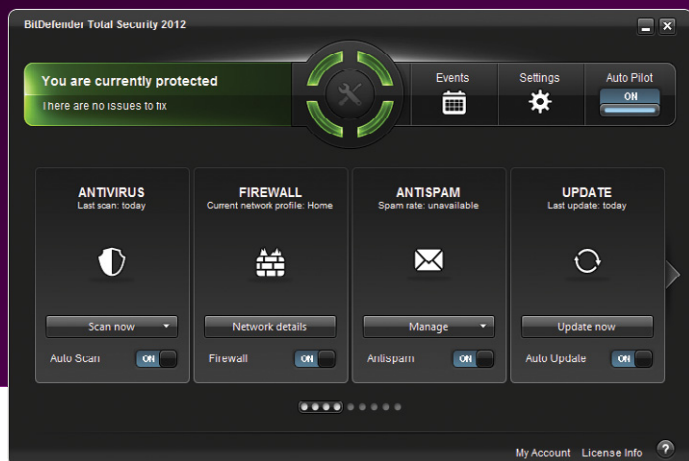 BitDefender Total Security 2012
You are currently protected
There are no issues to fix
Events
Settings
Auto Pilot
ON
ANTIVIRUS
Last scan: today
Scan now
Auto Scan
ON
FIREWALL
Current network profile: Home
Network details
Firewall
ON
ANTISPAM
Spam rate: unavailable
Manage
Antispam
ON
UPDATE
Last update: today
Update now
Auto Update
ON
My Account
License Info
?